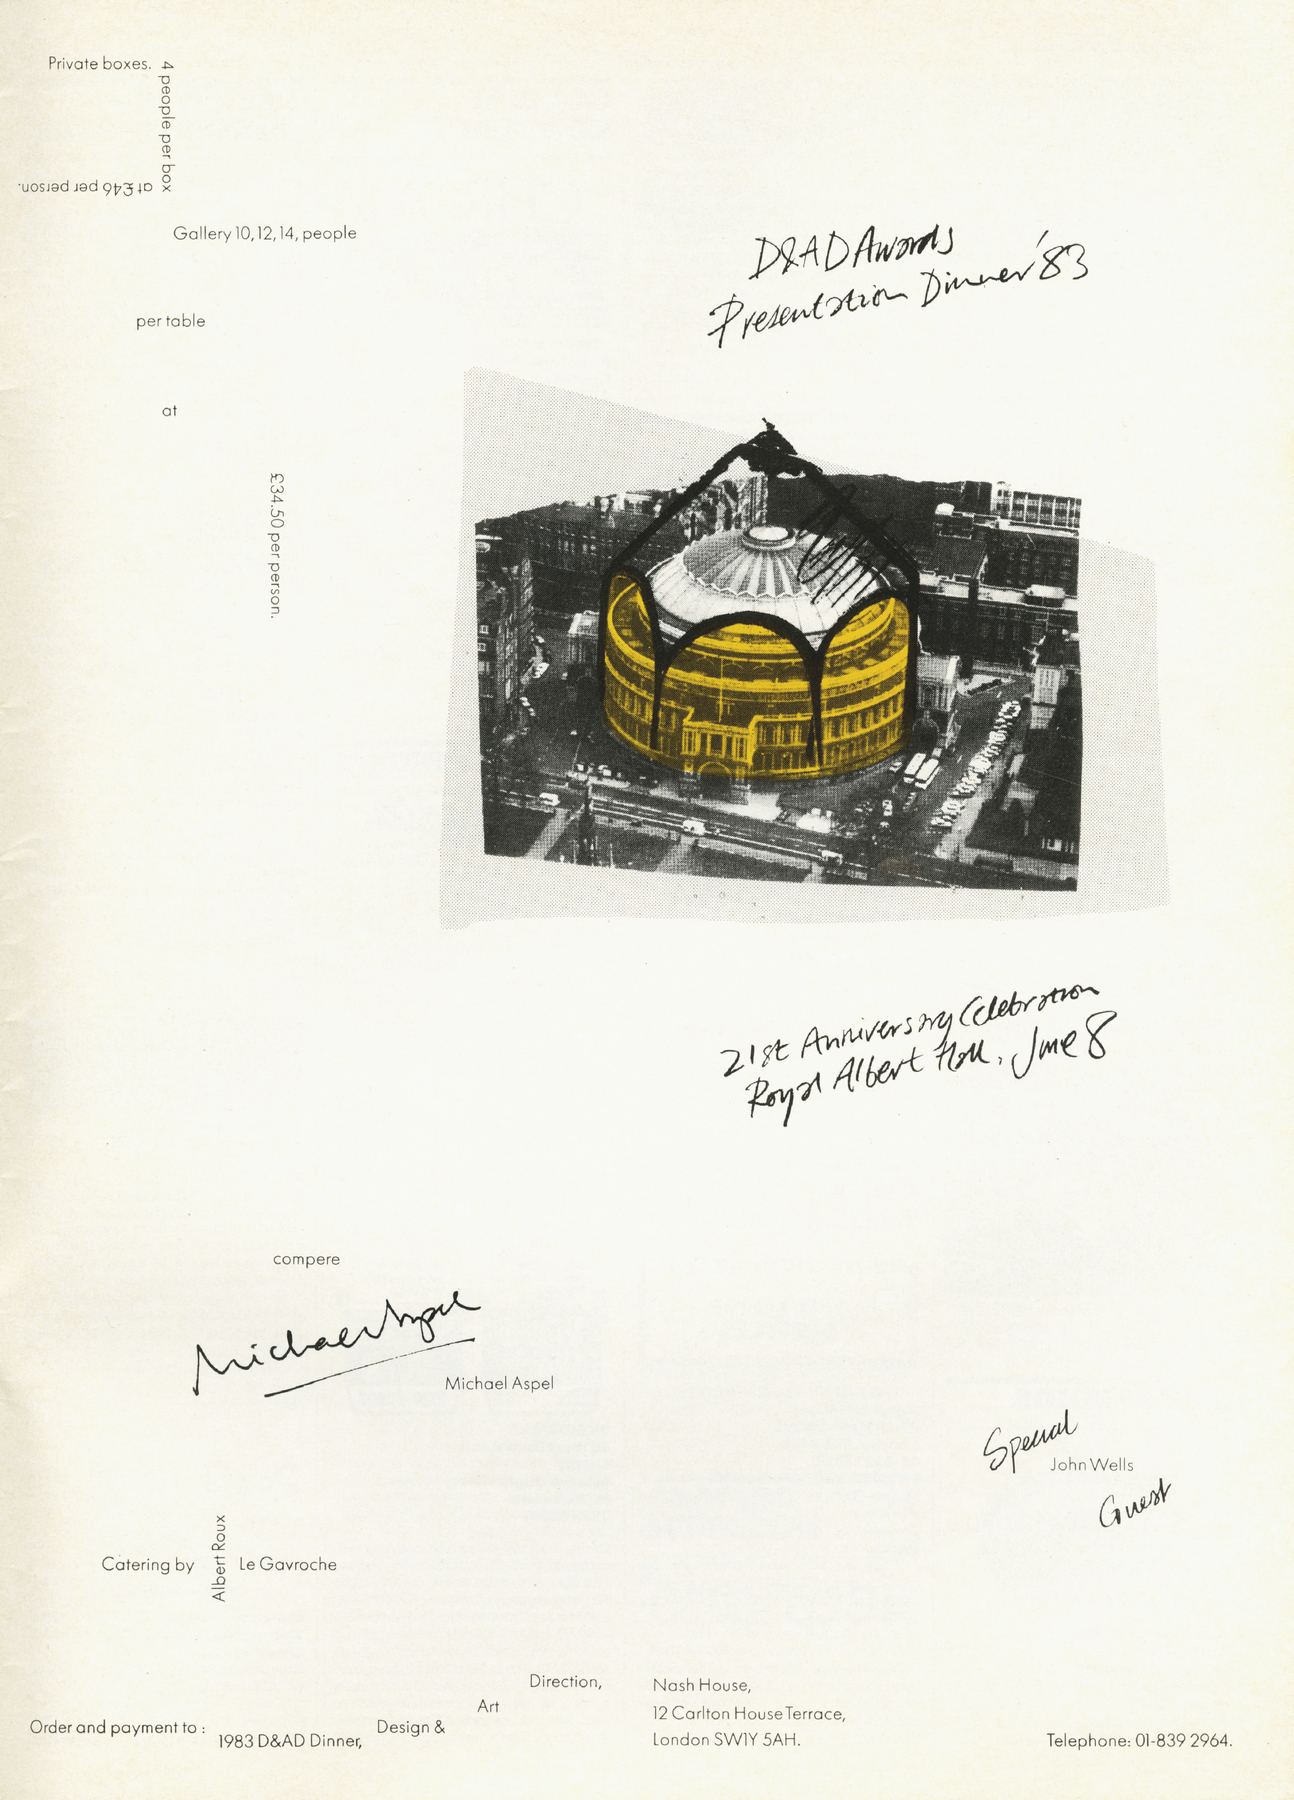 Private boxes.
4 people per box
at £46 per person.
Gallery 10, 12, 14, people
per table
at
£34.50 per person.
D&AD Awards
Presentation Dinner '83
21st Anniversary Celebration
Royal Albert Hall, June 8
compere
Michael Aspel
Michael Aspel
Special
John Wells
Guest
Catering by
Albert Roux
Le Gavroche
Order and payment to :
1983 D&AD Dinner,
Design &
Art
Direction,
Nash House,
12 Carlton House Terrace,
London SW1Y 5AH.
Telephone: 01-839 2964.